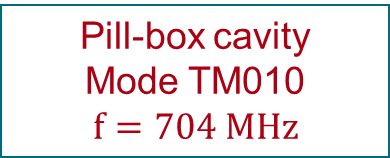 Pill-box cavity
Mode TM010
f = 704 MHz